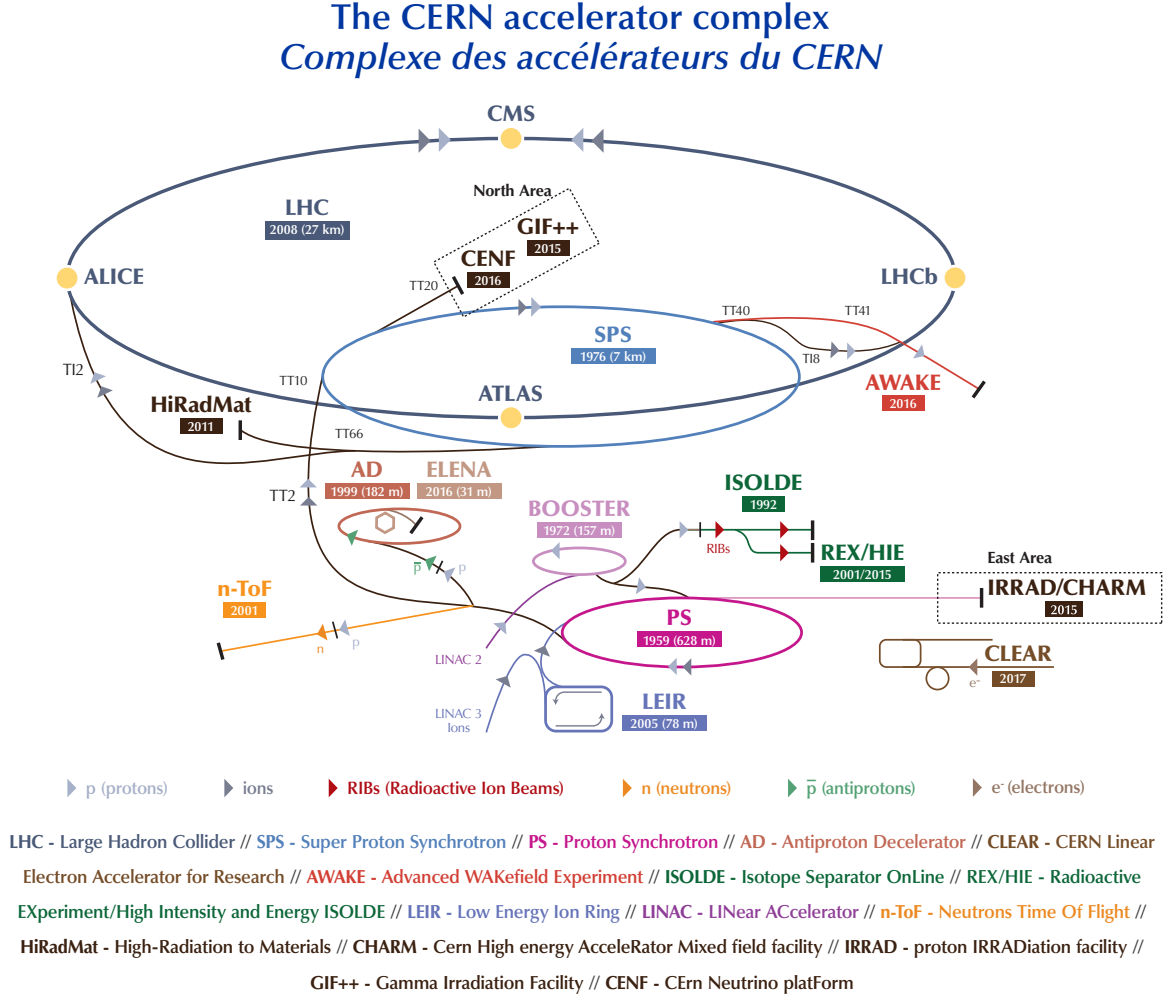 The CERN accelerator complex
Complexe des accélérateurs du CERN
CMS
North Area
LHC
2008 (27 km)
GIF++
2015
CENF
2016
ALICE
LHCb
TT20
TT40
TT41
SPS
1976 (7 km)
TI8
TI2
TT10
AWAKE
2016
ATLAS
HiRadMat
2011
TT66
AD
1999 (182 m)
ELENA
2016 (31 m)
TT2
ISOLDE
1992
BOOSTER
1972 (157 m)
RIBs
REX/HIE
2001/2015
East Area
p̅
p
IRRAD/CHARM
2015
n-ToF
2001
PS
1959 (628 m)
n
p
LINAC 2
CLEAR
2017
e-
LEIR
2005 (78 m)
LINAC 3
Ions
p (protons)
ions
RIBs (Radioactive Ion Beams)
n (neutrons)
p̅ (antiprotons)
e- (electrons)
LHC - Large Hadron Collider // SPS - Super Proton Synchrotron // PS - Proton Synchrotron // AD - Antiproton Decelerator // CLEAR - CERN Linear
Electron Accelerator for Research // AWAKE - Advanced WAKefield Experiment // ISOLDE - Isotope Separator OnLine // REX/HIE - Radioactive
EXperiment/High Intensity and Energy ISOLDE // LEIR - Low Energy Ion Ring // LINAC - LINear ACcelerator // n-ToF - Neutrons Time Of Flight //
HiRadMat - High-Radiation to Materials // CHARM - Cern High energy AcceleRator Mixed field facility // IRRAD - proton IRRADiation facility //
GIF++ - Gamma Irradiation Facility // CENF - CErn Neutrino platForm